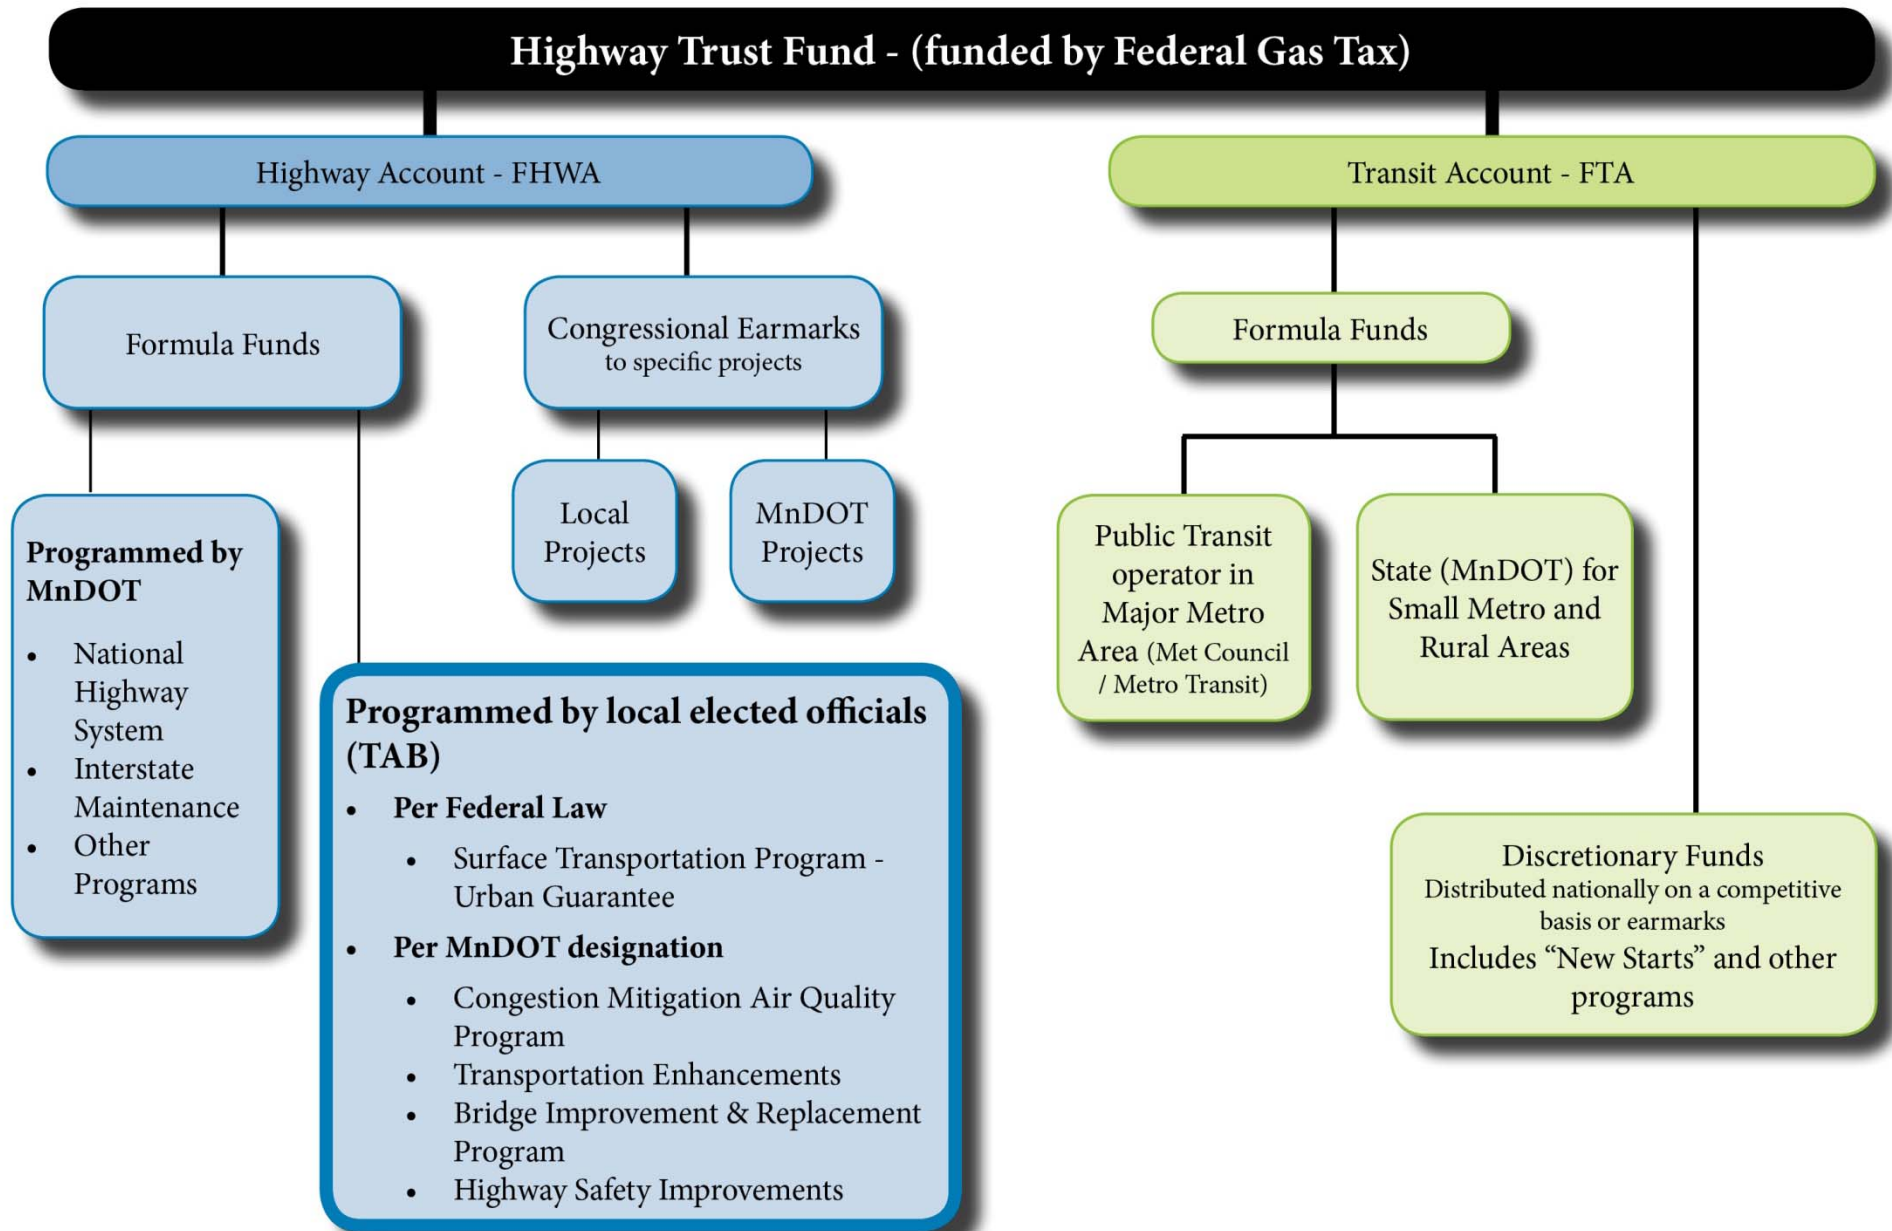 Highway Trust Fund - (funded by Federal Gas Tax)
Highway Account - FHWA
Transit Account - FTA
Formula Funds
Congressional Earmarks
to specific projects
Formula Funds
Programmed by
MnDOT
• National
Highway
System
• Interstate
Maintenance
• Other
Programs
Local
Projects
MnDOT
Projects
Programmed by local elected officials
(TAB)
• Per Federal Law
• Surface Transportation Program -
Urban Guarantee
• Per MnDOT designation
• Congestion Mitigation Air Quality
Program
• Transportation Enhancements
• Bridge Improvement & Replacement
Program
• Highway Safety Improvements
Public Transit
operator in
Major Metro
Area (Met Council
/ Metro Transit)
State (MnDOT) for
Small Metro and
Rural Areas
Discretionary Funds
Distributed nationally on a competitive
basis or earmarks
Includes “New Starts” and other
programs